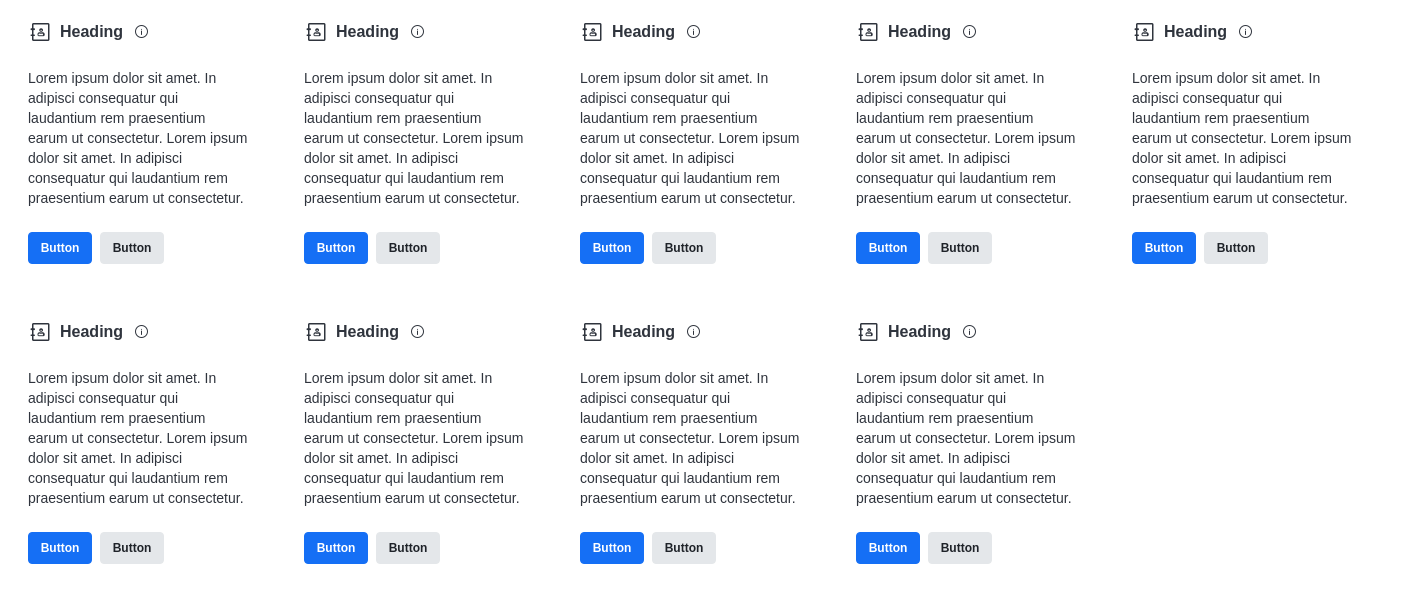 Heading
Lorem ipsum dolor sit amet. In
adipisci consequatur qui
laudantium rem praesentium
earum ut consectetur. Lorem ipsum
dolor sit amet. In adipisci
consequatur qui laudantium rem
praesentium earum ut consectetur.
Button Button
Heading
Lorem ipsum dolor sit amet. In
adipisci consequatur qui
laudantium rem praesentium
earum ut consectetur. Lorem ipsum
dolor sit amet. In adipisci
consequatur qui laudantium rem
praesentium earum ut consectetur.
Button Button
Heading
Lorem ipsum dolor sit amet. In
adipisci consequatur qui
laudantium rem praesentium
earum ut consectetur. Lorem ipsum
dolor sit amet. In adipisci
consequatur qui laudantium rem
praesentium earum ut consectetur.
Button Button
Heading
Lorem ipsum dolor sit amet. In
adipisci consequatur qui
laudantium rem praesentium
earum ut consectetur. Lorem ipsum
dolor sit amet. In adipisci
consequatur qui laudantium rem
praesentium earum ut consectetur.
Button Button
Heading
Lorem ipsum dolor sit amet. In
adipisci consequatur qui
laudantium rem praesentium
earum ut consectetur. Lorem ipsum
dolor sit amet. In adipisci
consequatur qui laudantium rem
praesentium earum ut consectetur.
Button Button
Heading
Lorem ipsum dolor sit amet. In
adipisci consequatur qui
laudantium rem praesentium
earum ut consectetur. Lorem ipsum
dolor sit amet. In adipisci
consequatur qui laudantium rem
praesentium earum ut consectetur.
Button Button
Heading
Lorem ipsum dolor sit amet. In
adipisci consequatur qui
laudantium rem praesentium
earum ut consectetur. Lorem ipsum
dolor sit amet. In adipisci
consequatur qui laudantium rem
praesentium earum ut consectetur.
Button Button
Heading
Lorem ipsum dolor sit amet. In
adipisci consequatur qui
laudantium rem praesentium
earum ut consectetur. Lorem ipsum
dolor sit amet. In adipisci
consequatur qui laudantium rem
praesentium earum ut consectetur.
Button Button
Heading
Lorem ipsum dolor sit amet. In
adipisci consequatur qui
laudantium rem praesentium
earum ut consectetur. Lorem ipsum
dolor sit amet. In adipisci
consequatur qui laudantium rem
praesentium earum ut consectetur.
Button Button